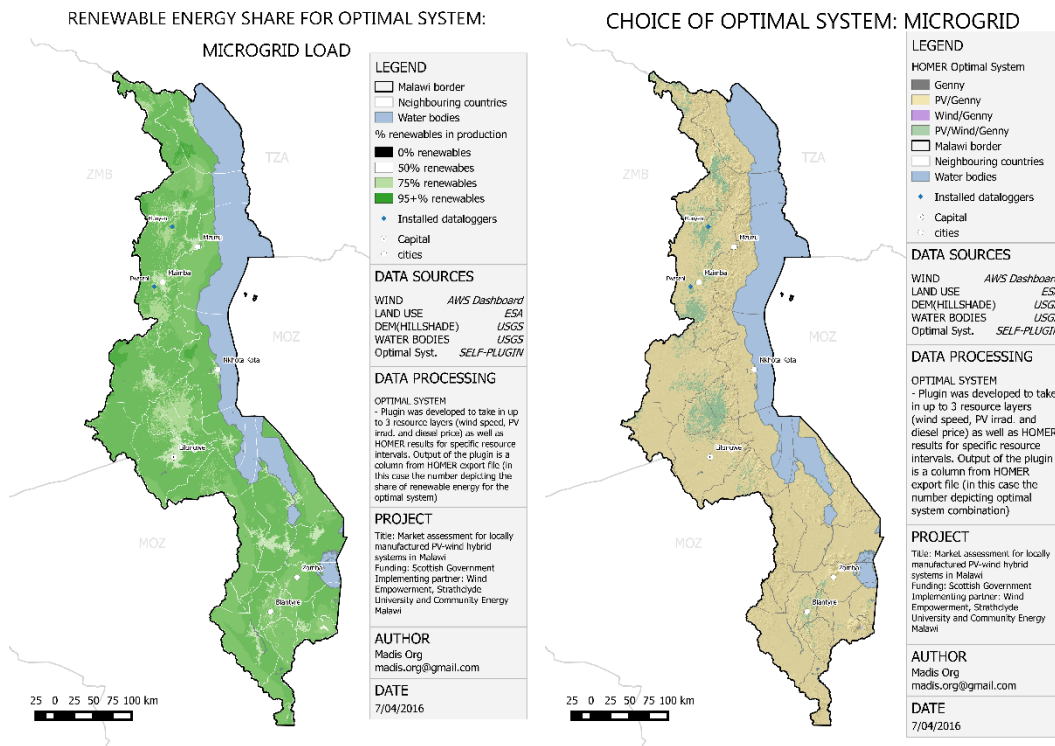 RENEWABLE ENERGY SHARE FOR OPTIMAL SYSTEM:
MICROGRID LOAD
ZMB
TZA
MOZ
MOZ
Mzuzu
Mzimba
Nkhota Kota
Lilongwe
Zomba
Blantyre
25 0 25 50 75 100 km
LEGEND
Malawi border
Neighbouring countries
Water bodies
% renewables in production
0% renewables
50% renewabes
75% renewables
95+% renewables
Installed dataloggers
Capital
cities
DATA SOURCES
WIND AWS Dashboard
LAND USE ESA
DEM(HILLSHADE) USGS
WATER BODIES USGS
Optimal Syst. SELF-PLUGIN
DATA PROCESSING
OPTIMAL SYSTEM
- Plugin was developed to take in up
to 3 resource layers (wind speed, PV
irrad. and diesel price) as well as
HOMER results for specific resource
intervals. Output of the plugin is a
column from HOMER export file (in
this case the number depicting the
share of renewable energy for the
optimal system)
PROJECT
Title: Market assessment for locally
manufactured PV-wind hybrid
systems in Malawi
Funding: Scottish Government
Implementing partner: Wind
Empowerment, Strathclyde
University and Community Energy
Malawi
AUTHOR
Madis Org
madis.org@gmail.com
DATE
7/04/2016
CHOICE OF OPTIMAL SYSTEM: MICROGRID
ZMB
TZA
MOZ
MOZ
Mzuzu
Mzimba
Nkhota Kota
Lilongwe
Zomba
Blantyre
25 0 25 50 75 100 km
LEGEND
HOMER Optimal System
Genny
PV/Genny
Wind/Genny
PV/Wind/Genny
Malawi border
Neighbouring countries
Water bodies
Installed dataloggers
Capital
cities
DATA SOURCES
WIND AWS Dashboard
LAND USE ES
DEM(HILLSHADE) USG
WATER BODIES USG
Optimal Syst. SELF-PLUGIN
DATA PROCESSING
OPTIMAL SYSTEM
- Plugin was developed to take
in up to 3 resource layers
(wind speed, PV irrad. and
diesel price) as well as HOMER
results for specific resource
intervals. Output of the plugin
is a column from HOMER
export file (in this case the
number depicting optimal
system combination)
PROJECT
Title: Market assessment for locally
manufactured PV-wind hybrid
systems in Malawi
Funding: Scottish Government
Implementing partner: Wind
Empowerment, Strathclyde
University and Community Energy
Malawi
AUTHOR
Madis Org
madis.org@gmail.com
DATE
7/04/2016